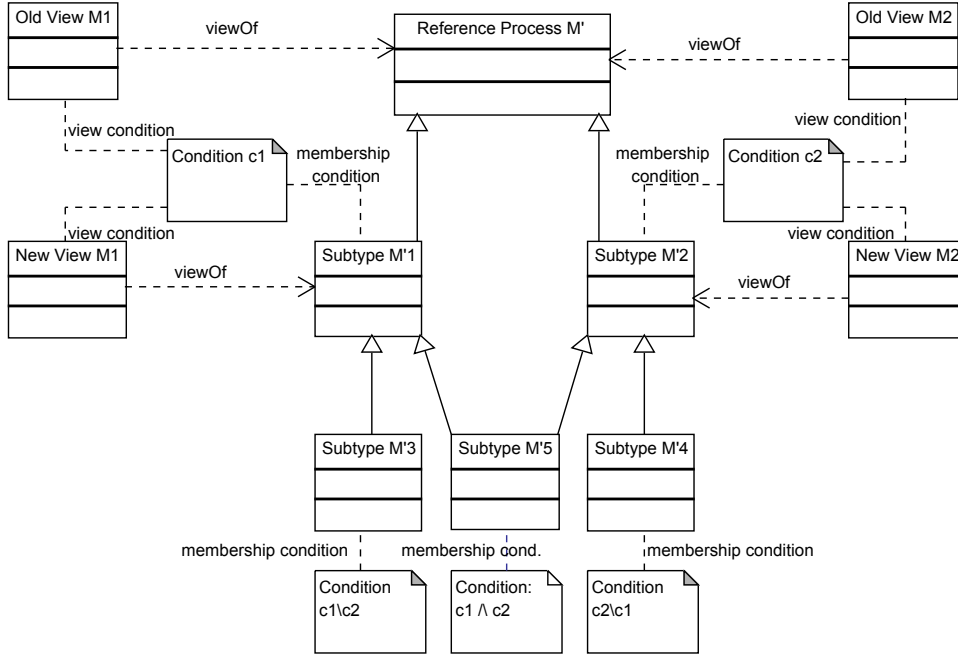 Old View M1
viewOf
Reference Process M'
viewOf
Old View M2
view condition
Condition c1
membership
condition
membership
condition
Condition c2
view condition
view condition
New View M1
viewOf
Subtype M'1
Subtype M'2
viewOf
view condition
New View M2
Subtype M'3
Subtype M'5
Subtype M'4
membership condition
membership cond.
membership condition
Condition
c1\c2
Condition:
c1 /\ c2
Condition
c2\c1